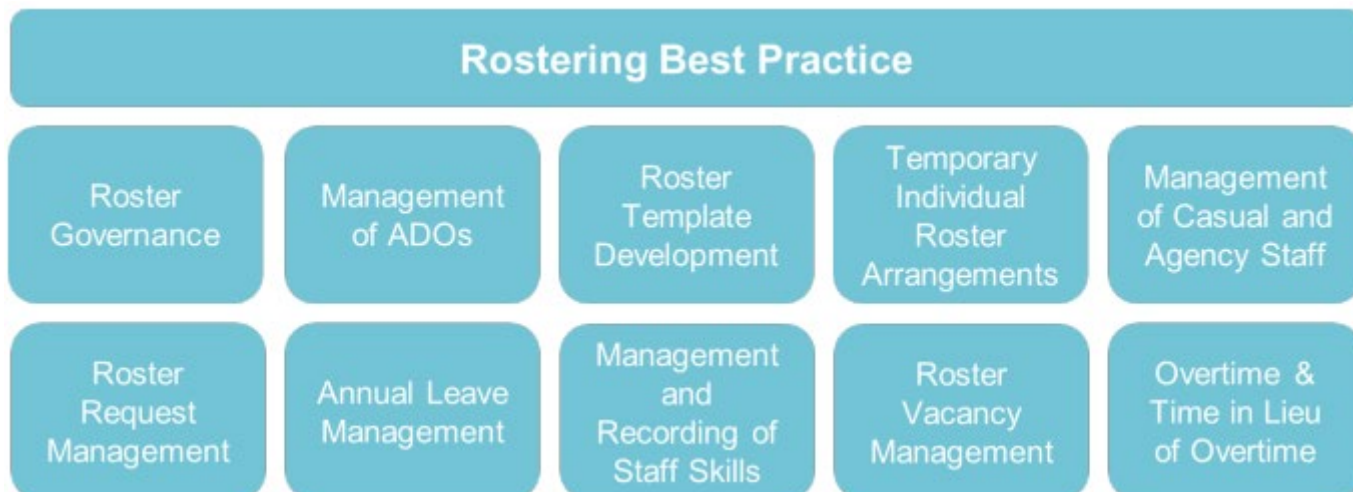 Rostering Best Practice
Roster
Governance
Management
of ADOs
Roster
Template
Development
Temporary
Individual
Roster
Arrangements
Management
of Casual and
Agency Staff
Roster
Request
Management
Annual Leave
Management
Management
and
Recording of
Staff Skills
Roster
Vacancy
Management
Overtime &
Time in Lieu
of Overtime